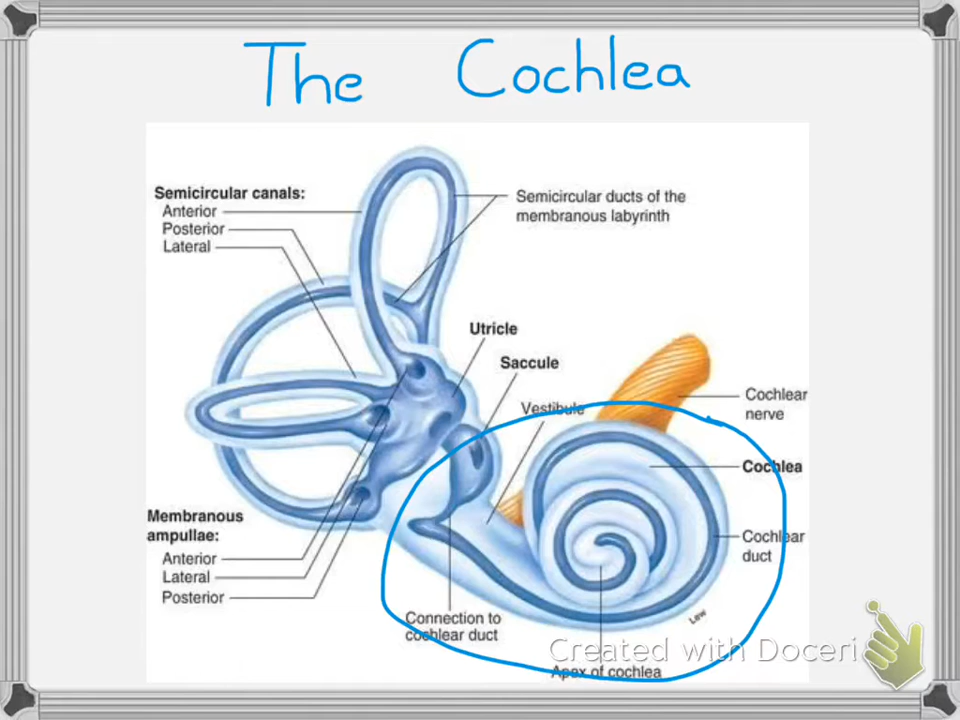 The Cochlea
Semicircular canals:
Anterior
Posterior
Lateral
Semicircular ducts of the
membranous labyrinth
Utricle
Saccule
Vestibule
Cochlear
nerve
Cochlea
Cochlear
duct
Membranous
ampullae:
Anterior
Lateral
Posterior
Connection to
cochlear duct
Apex of cochlea
Lew
Created with Doceri